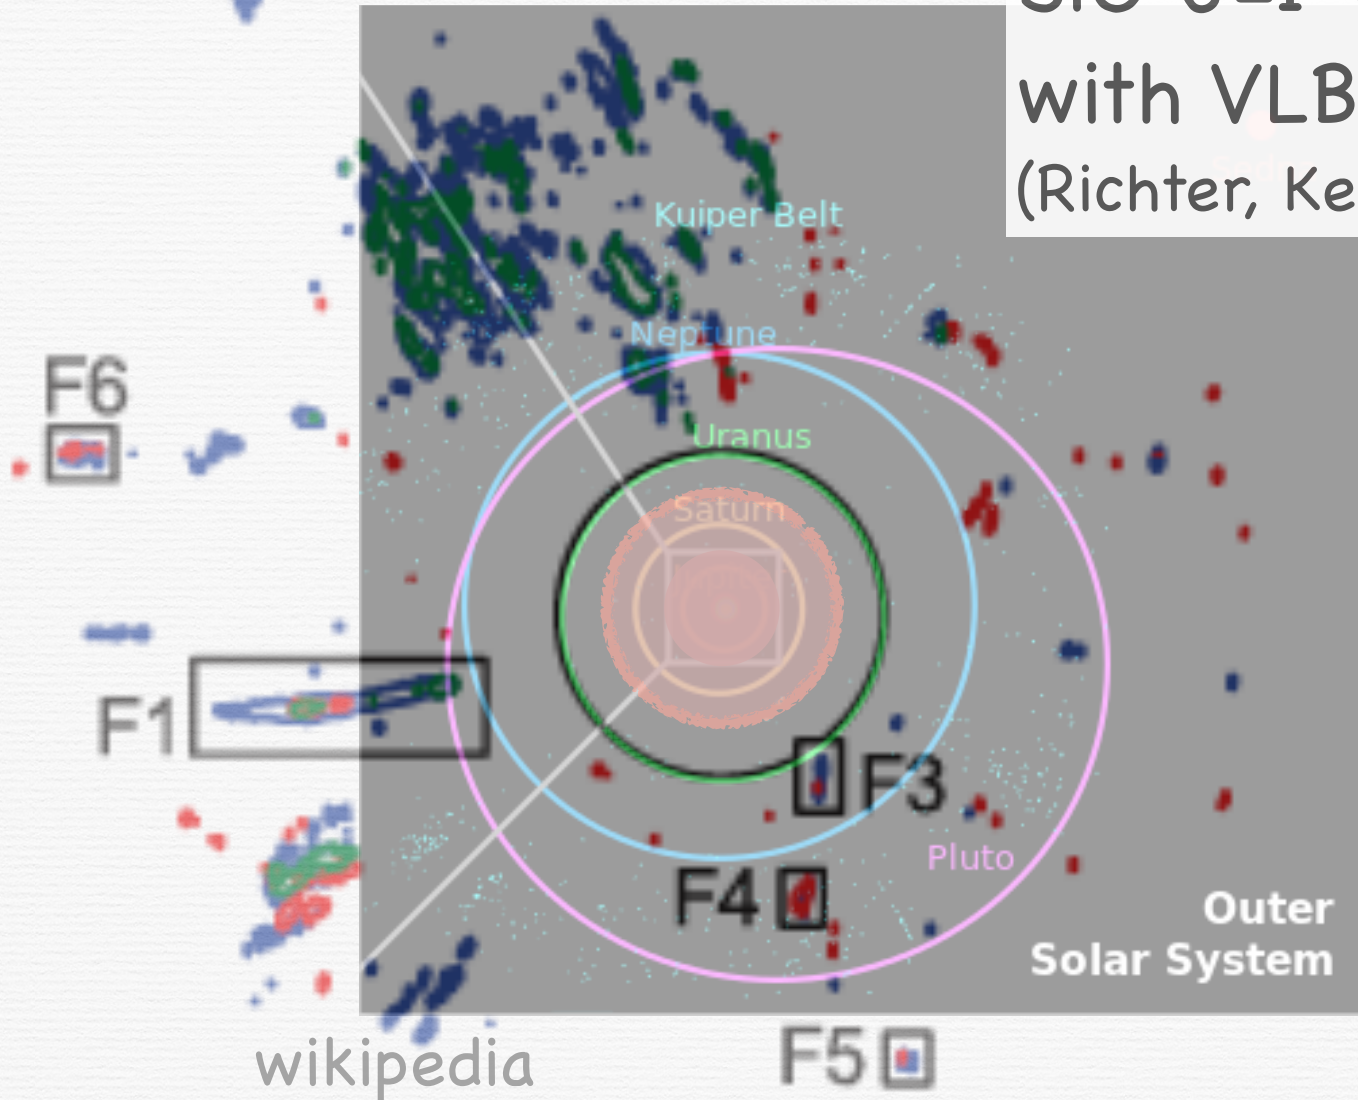 with VLB
(Richter, Ke
Kuiper Belt
Neptune
F6
Uranus
Saturn
F1
F3
Pluto
F4
Outer
Solar System
F5
wikipedia